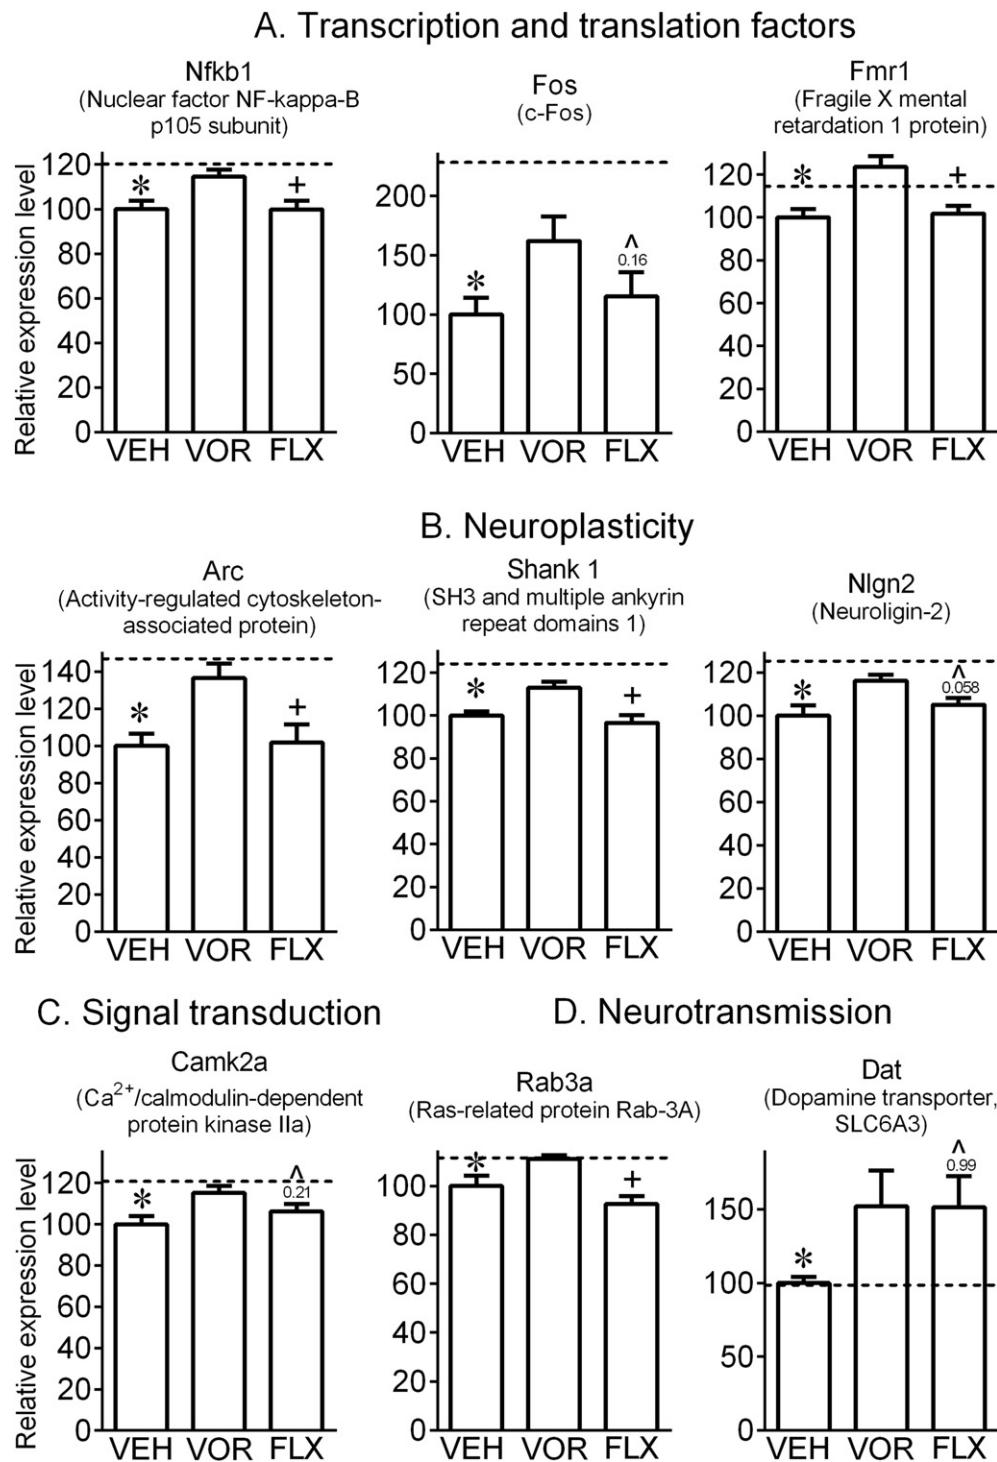 A. Transcription and translation factors
Nfkb1
(Nuclear factor NF-kappa-B
p105 subunit)
Relative expression level
120
100
80
60
40
20
0
*
+
VEH VOR FLX
Fos
(c-Fos)
200
150
100
50
0
*
^
0.16
VEH VOR FLX
Fmr1
(Fragile X mental
retardation 1 protein)
120
100
80
60
40
20
0
*
+
VEH VOR FLX
B. Neuroplasticity
Arc
(Activity-regulated cytoskeleton-
associated protein)
Relative expression level
140
120
100
80
60
40
20
0
*
+
VEH VOR FLX
Shank 1
(SH3 and multiple ankyrin
repeat domains 1)
120
100
80
60
40
20
0
*
+
VEH VOR FLX
Nlgn2
(Neuroligin-2)
120
100
80
60
40
20
0
*
^
0.058
VEH VOR FLX
C. Signal transduction
Camk2a
(Ca²⁺/calmodulin-dependent
protein kinase IIa)
Relative expression level
120
100
80
60
40
20
0
*
^
0.21
VEH VOR FLX
D. Neurotransmission
Rab3a
(Ras-related protein Rab-3A)
100
80
60
40
20
0
*
+
VEH VOR FLX
Dat
(Dopamine transporter,
SLC6A3)
150
100
50
0
*
^
0.99
VEH VOR FLX